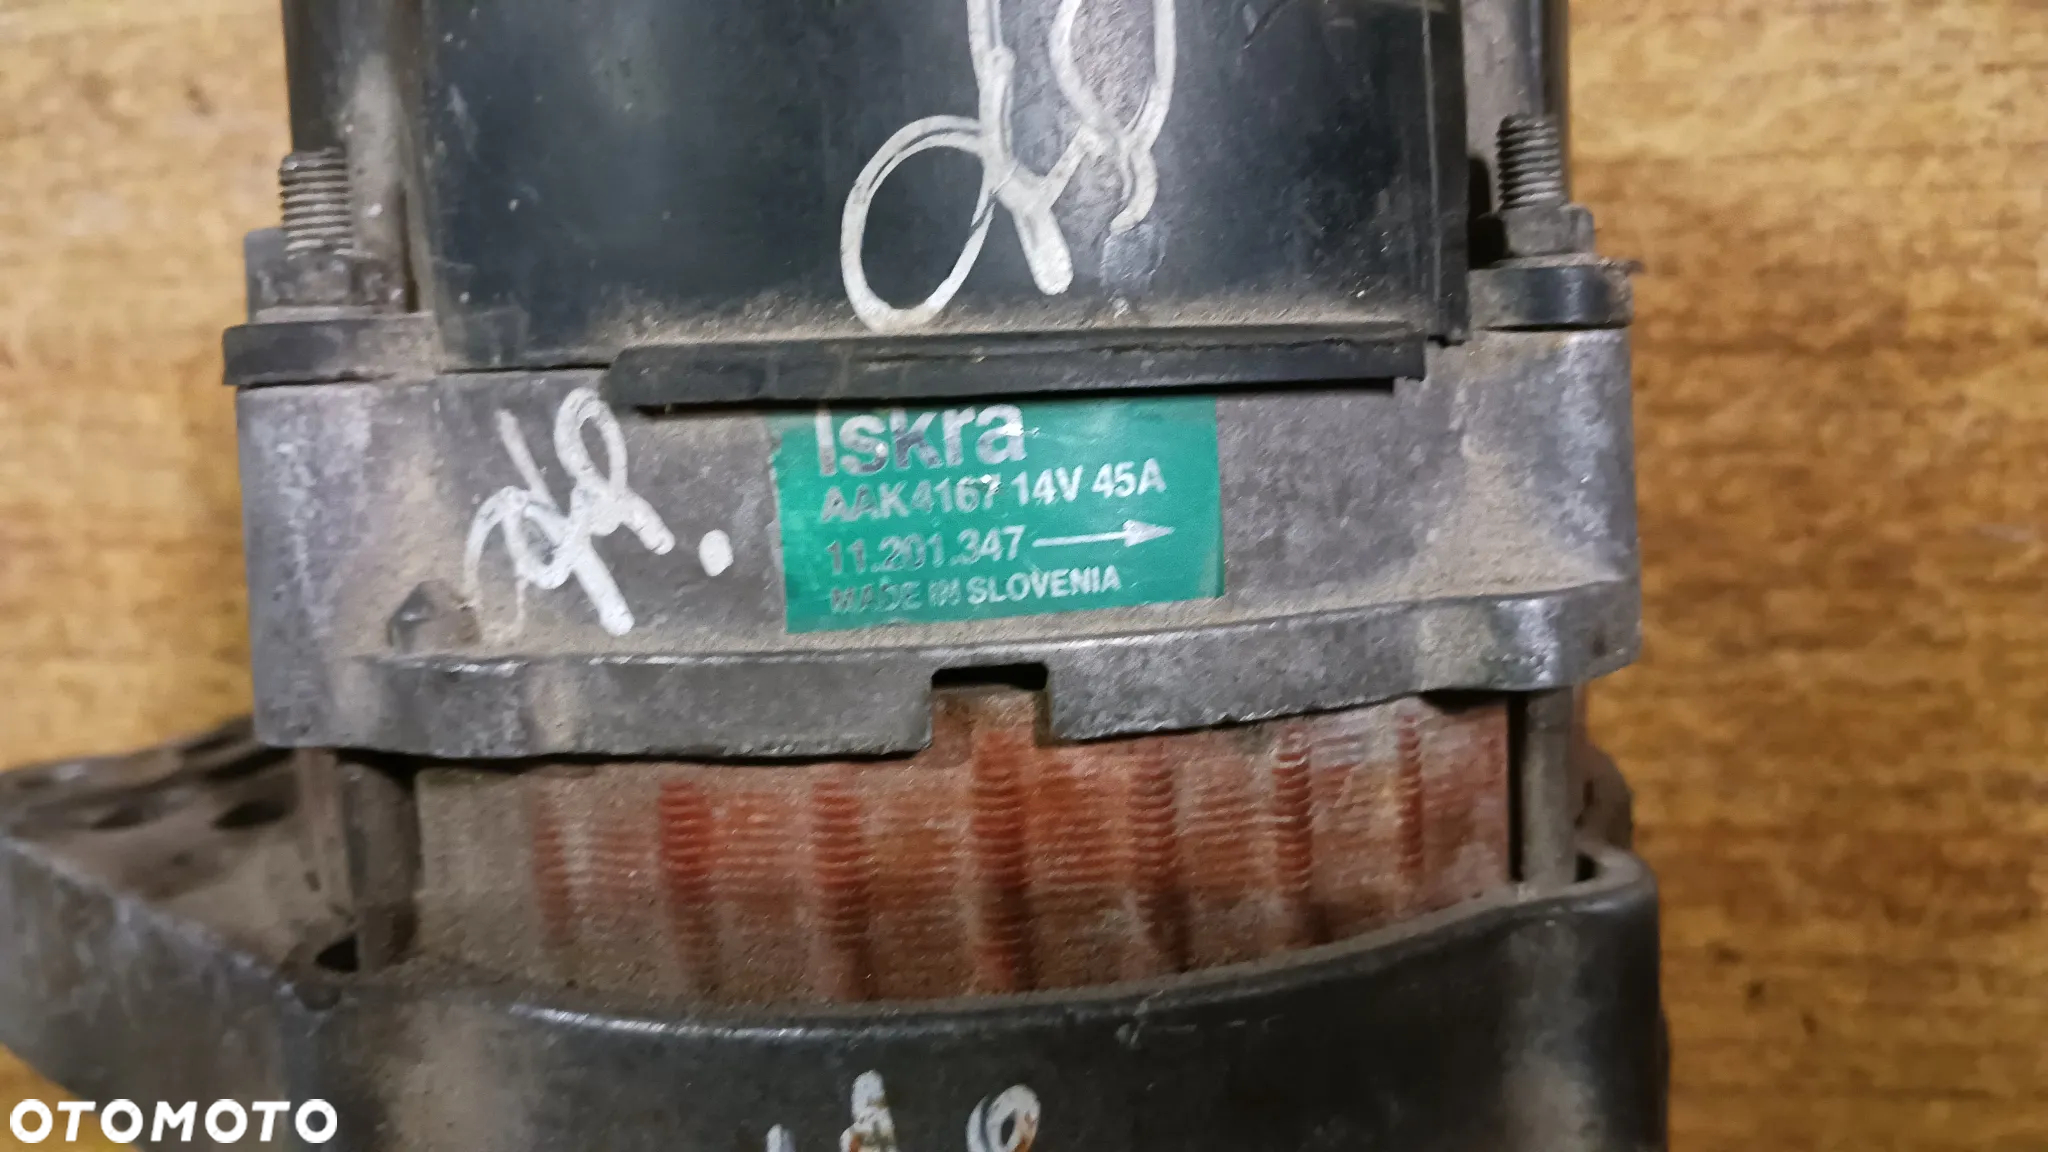 Iskra
AAK4167 14V 45A
11.201.347
MADE IN SLOVENIA
OTOMOTO